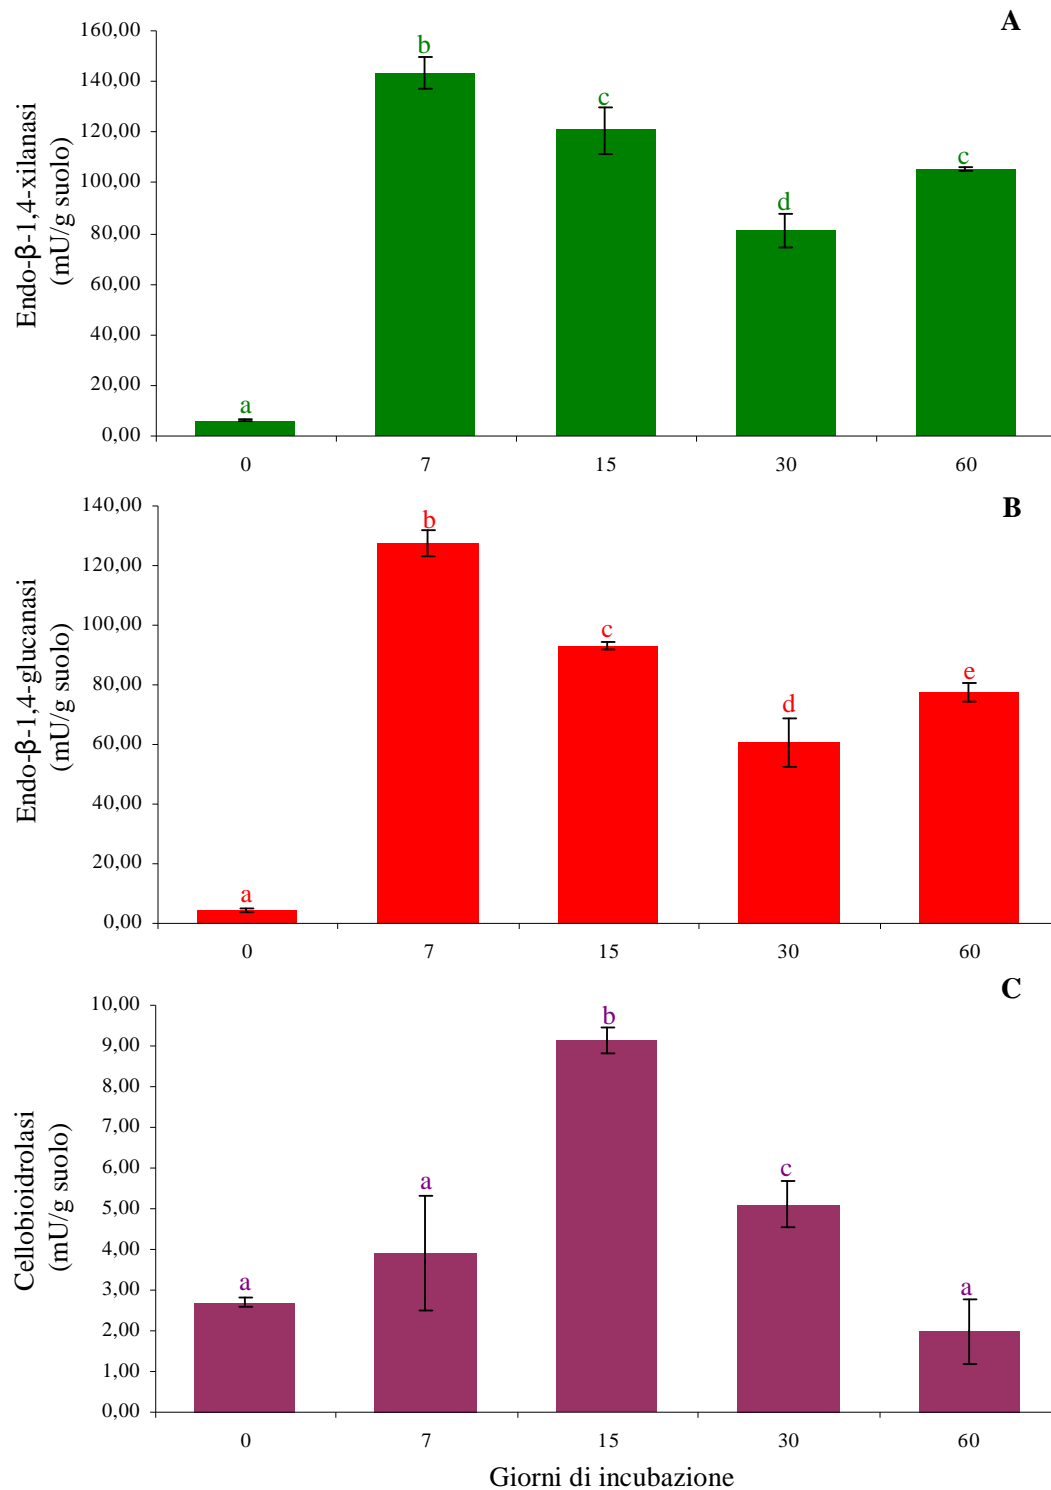 A
Endo-β-1,4-xilanasi
(mU/g suolo)
160,00
140,00
120,00
100,00
80,00
60,00
40,00
20,00
0,00
a
b
c
d
c
0
7
15
30
60
B
Endo-β-1,4-glucanasi
(mU/g suolo)
140,00
120,00
100,00
80,00
60,00
40,00
20,00
0,00
a
b
c
d
e
0
7
15
30
60
C
Cellobioidrolasi
(mU/g suolo)
10,00
9,00
8,00
7,00
6,00
5,00
4,00
3,00
2,00
1,00
0,00
a
a
b
c
a
0
7
15
30
60
Giorni di incubazione